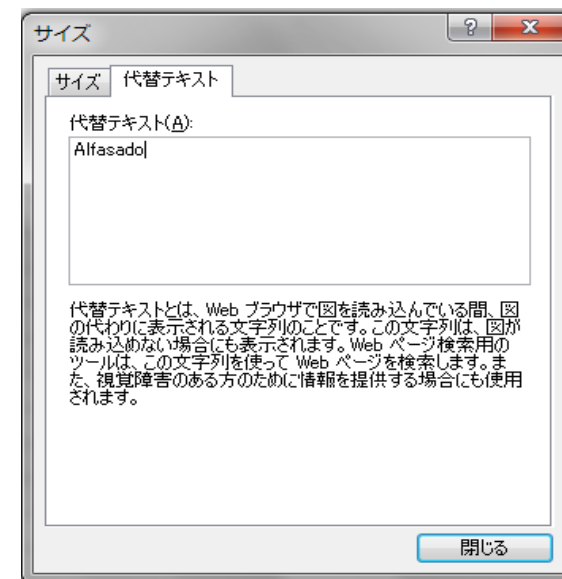 サイズ
サイズ 代替テキスト
代替テキスト(A):
Alfasado
代替テキストとは、Web ブラウザで図を読み込んでいる間、図
の代わりに表示される文字列のことです。この文字列は、図が
読み込めない場合にも表示されます。Web ページ検索用の
ツールは、この文字列を使って Web ページを検索します。ま
た、視覚障害のある方のために情報を提供する場合にも使用
されます。
閉じる